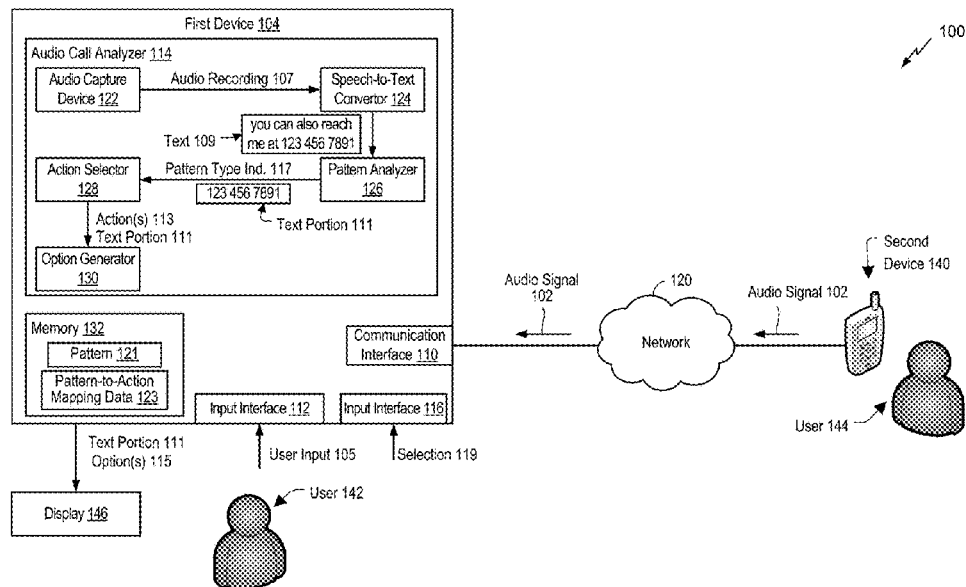 First Device 104
100
Audio Call Analyzer 114
Audio Capture
Device 122
Audio Recording 107
Speech-to-Text
Convertor 124
Text 109
you can also reach
me at 123 456 7891
Action Selector
128
Pattern Type Ind. 117
Pattern Analyzer
126
123 456 7891
Text Portion 111
Action(s) 113
Text Portion 111
Option Generator
130
Second
Device 140
Audio Signal
102
120
Audio Signal 102
Network
Memory 132
Pattern 121
Pattern-to-Action
Mapping Data 123
Communication
Interface 110
Input Interface 112
Input Interface 116
User 144
Text Portion 111
Option(s) 115
User Input 105
Selection 119
Display 146
User 142